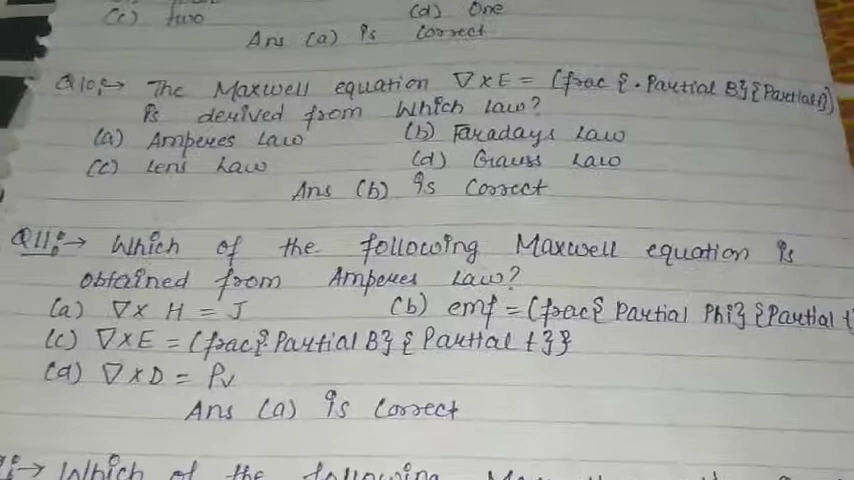 (c) two (d) One
Ans (a) is correct
Q10:→ The Maxwell equation ∇×E = (frac {-Partial B}{Partial t})
is derived from Which Law?
(a) Amperes Law (b) Faradays Law
(c) Lens Law (d) Gauss Law
Ans (b) is correct
Q11:→ Which of the following Maxwell equation is
obtained from Amperes Law?
(a) ∇× H = J (b) emf = (frac{ Partial Phi} {Partial t
(c) ∇×E = (frac{Partial B} {Partial t}}
(d) ∇×D = Pv
Ans (a) is correct
:→ Which of the following